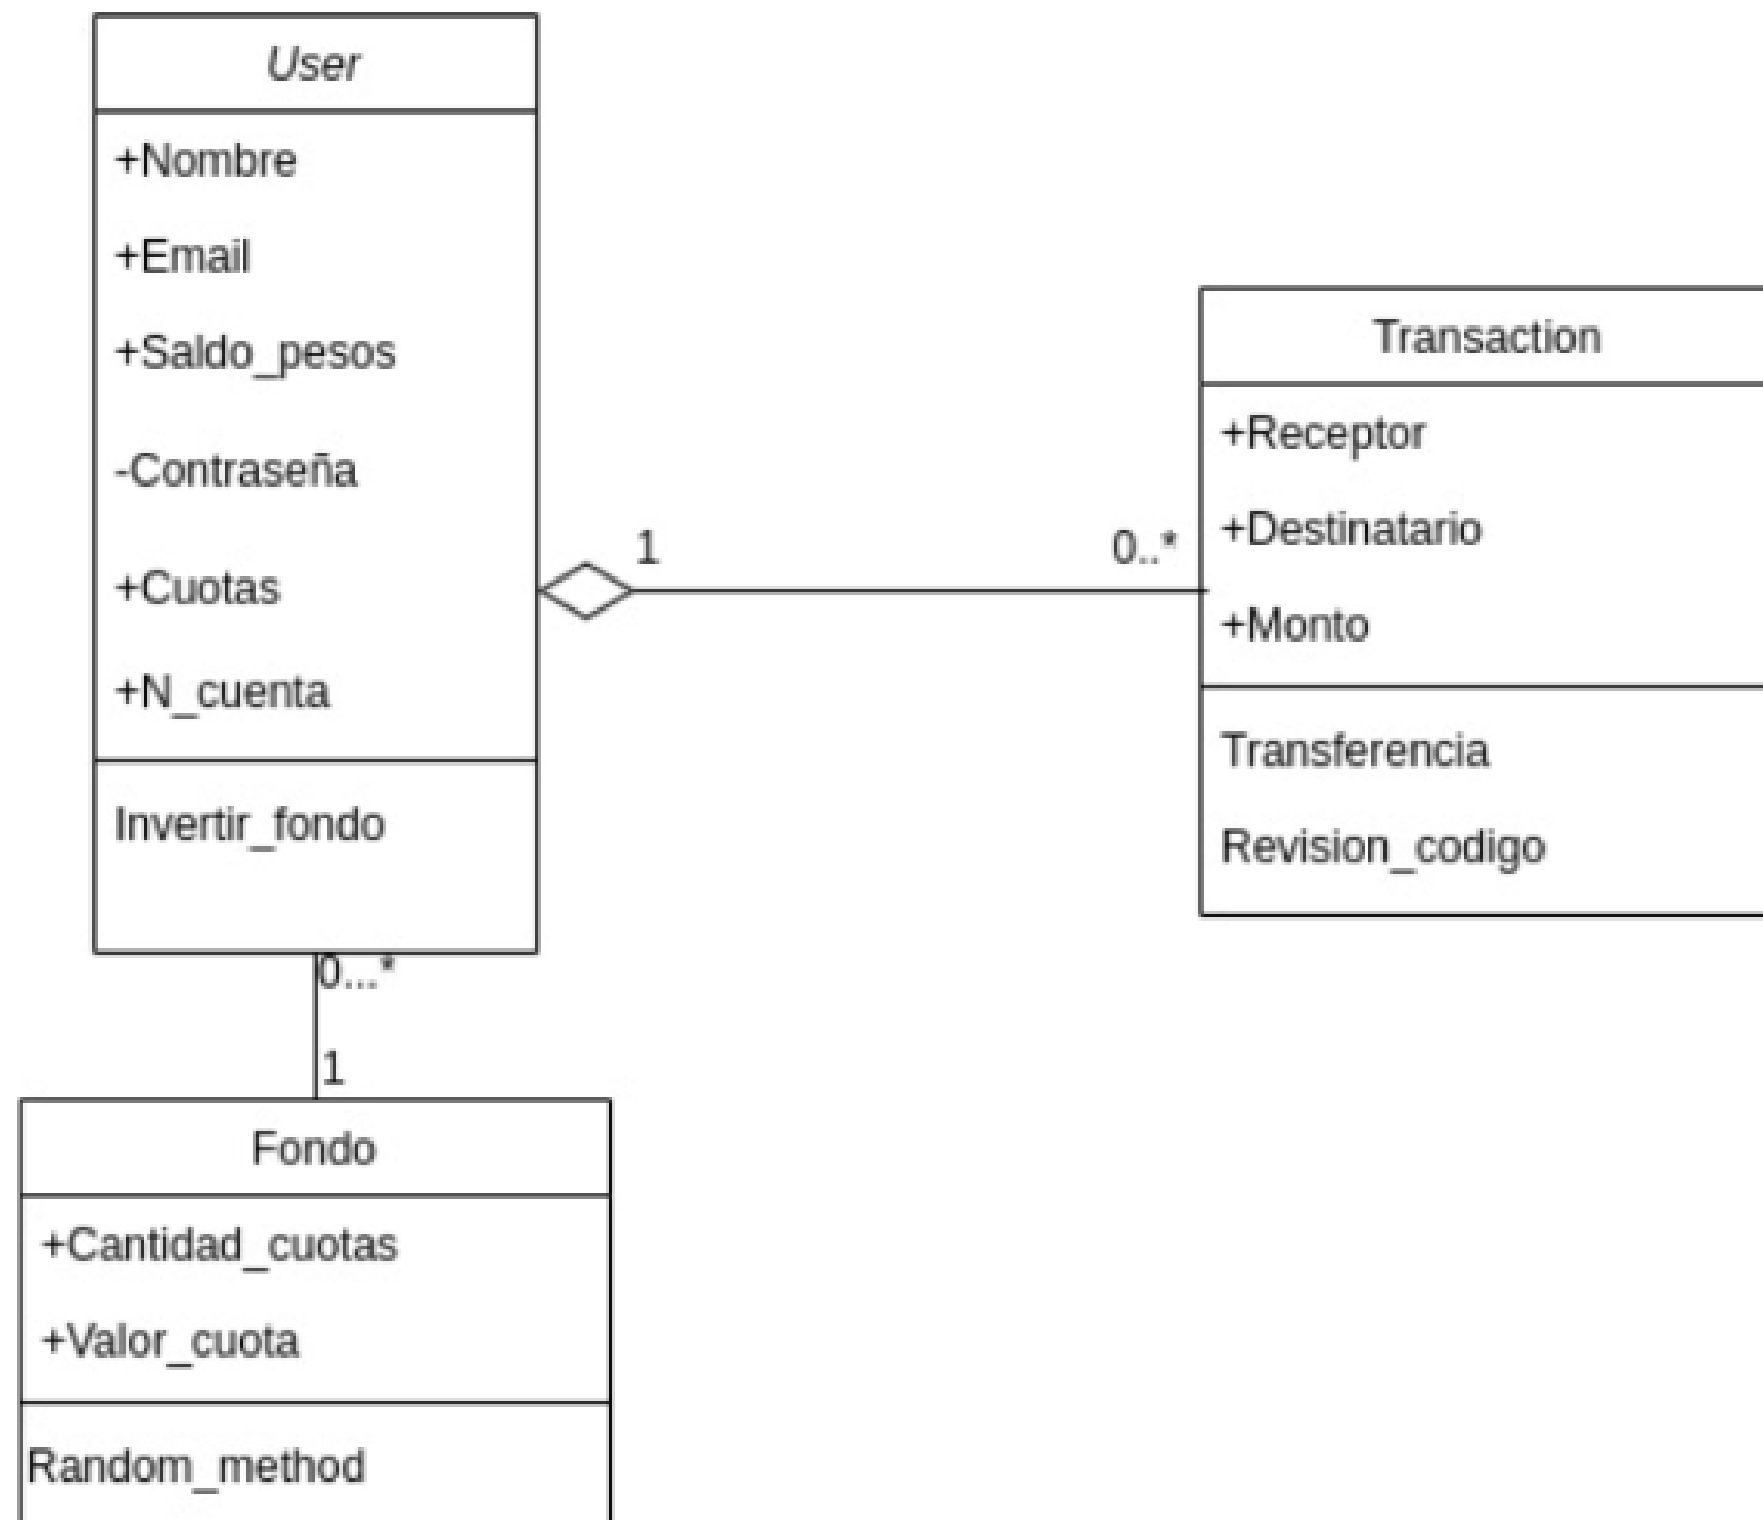 User
+Nombre
+Email
+Saldo_pesos
-Contraseña
+Cuotas
+N_cuenta
Invertir_fondo
1
0..*
Transaction
+Receptor
+Destinatario
+Monto
Transferencia
Revision_codigo
0...*
1
Fondo
+Cantidad_cuotas
+Valor_cuota
Random_method